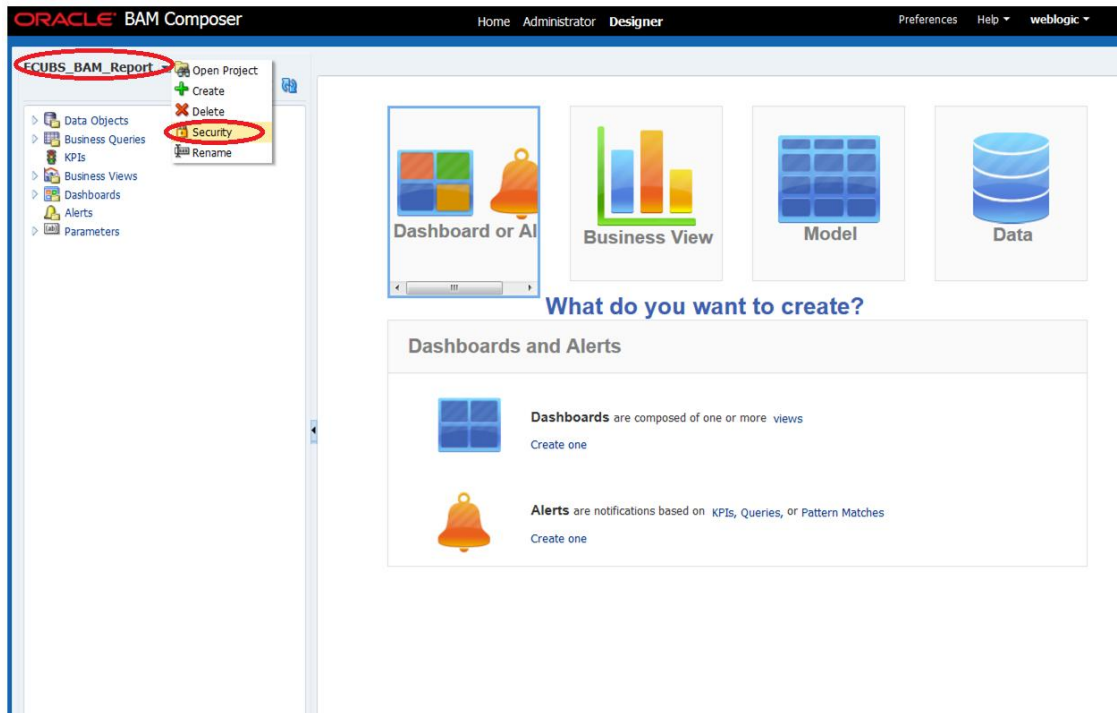 ORACLE® BAM Composer
Home Administrator Designer
Preferences Help weblogic
ECUBS_BAM_Report
Open Project
Create
Delete
Security
Rename
Data Objects
Business Queries
KPIs
Business Views
Dashboards
Alerts
Parameters
Dashboard or Al
Business View
Model
Data
What do you want to create?
Dashboards and Alerts
Dashboards are composed of one or more views
Create one
Alerts are notifications based on KPIs, Queries, or Pattern Matches
Create one